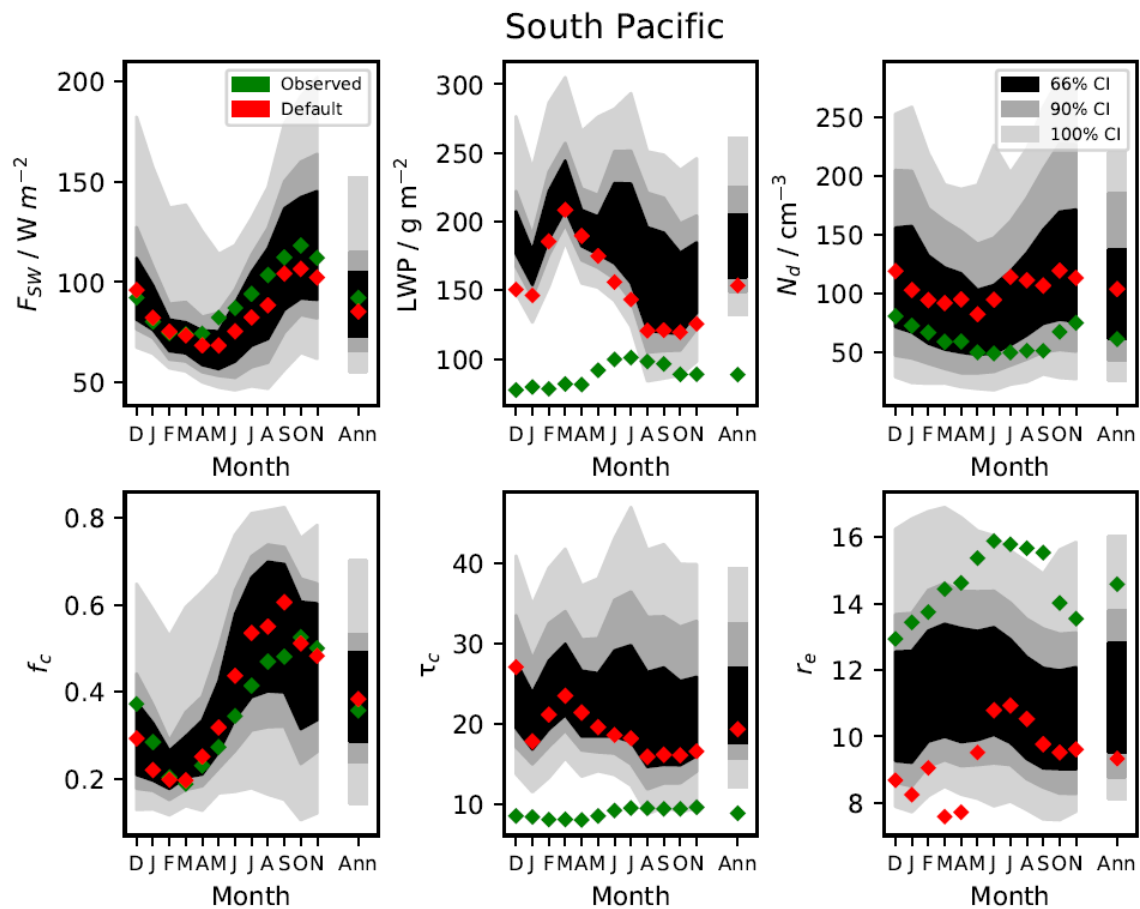 South Pacific
F_SW / W m⁻²
200
150
100
50
Observed
Default
D J F M A M J J A S O N Ann
Month
LWP / g m⁻²
300
250
200
150
100
D J F M A M J J A S O N Ann
Month
N_d / cm⁻³
250
200
150
100
50
66% CI
90% CI
100% CI
D J F M A M J J A S O N Ann
Month
f_c
0.8
0.6
0.4
0.2
D J F M A M J J A S O N Ann
Month
τ_c
40
30
20
10
D J F M A M J J A S O N Ann
Month
r_e
16
14
12
10
8
D J F M A M J J A S O N Ann
Month